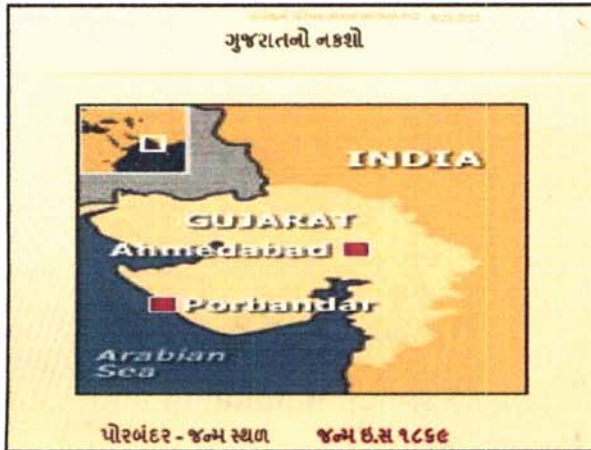 ગુજરાતનો નકશો
INDIA
GUJARAT
Ahmedabad
Porbandar
Arabian
Sea
પોરબંદર - જન્મ સ્થળ જન્મ ઇ.સ ૧૮૬૯